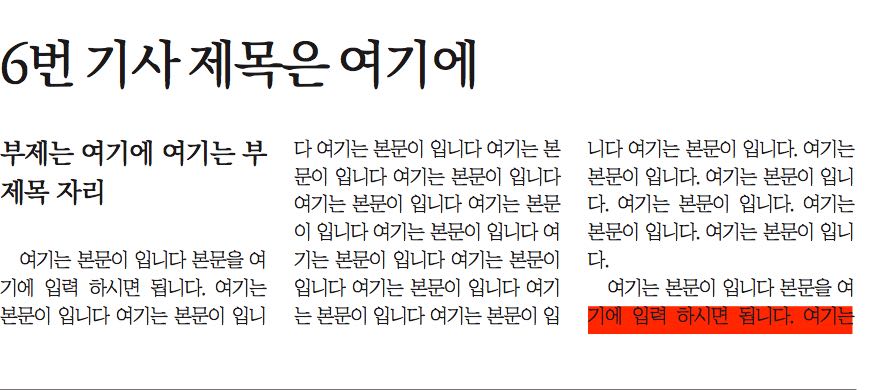 6번 기사 제목은 여기에
부제는 여기에 여기는 부
제목 자리
여기는 본문이 입니다 본문을 여
기에 입력 하시면 됩니다. 여기는
본문이 입니다 여기는 본문이 입니
다 여기는 본문이 입니다 여기는 본
문이 입니다 여기는 본문이 입니다
여기는 본문이 입니다 여기는 본문
이 입니다 여기는 본문이 입니다 여
기는 본문이 입니다 여기는 본문이
입니다 여기는 본문이 입니다 여기
는 본문이 입니다 여기는 본문이 입
니다 여기는 본문이 입니다. 여기는
본문이 입니다. 여기는 본문이 입니
다. 여기는 본문이 입니다. 여기는
본문이 입니다. 여기는 본문이 입니
다.
여기는 본문이 입니다 본문을 여
기에 입력 하시면 됩니다. 여기는